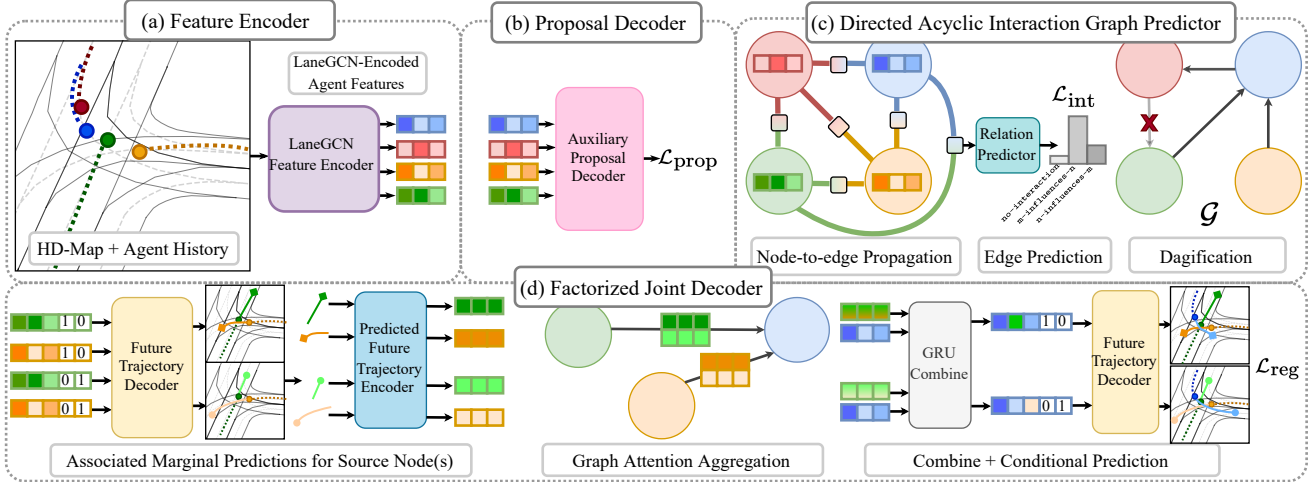 (a) Feature Encoder
LaneGCN-Encoded
Agent Features
LaneGCN
Feature Encoder
HD-Map + Agent History
(b) Proposal Decoder
Auxiliary
Proposal
Decoder
ℒprop
(c) Directed Acyclic Interaction Graph Predictor
Relation
Predictor
ℒint
no-interaction
m-influences-n
n-influences-m
X
𝒢
Node-to-edge Propagation
Edge Prediction
Dagification
(d) Factorized Joint Decoder
1 0
1 0
0 1
0 1
Future
Trajectory
Decoder
Predicted
Future
Trajectory
Encoder
Associated Marginal Predictions for Source Node(s)
Graph Attention Aggregation
GRU
Combine
1 0
0 1
Future
Trajectory
Decoder
ℒreg
Combine + Conditional Prediction